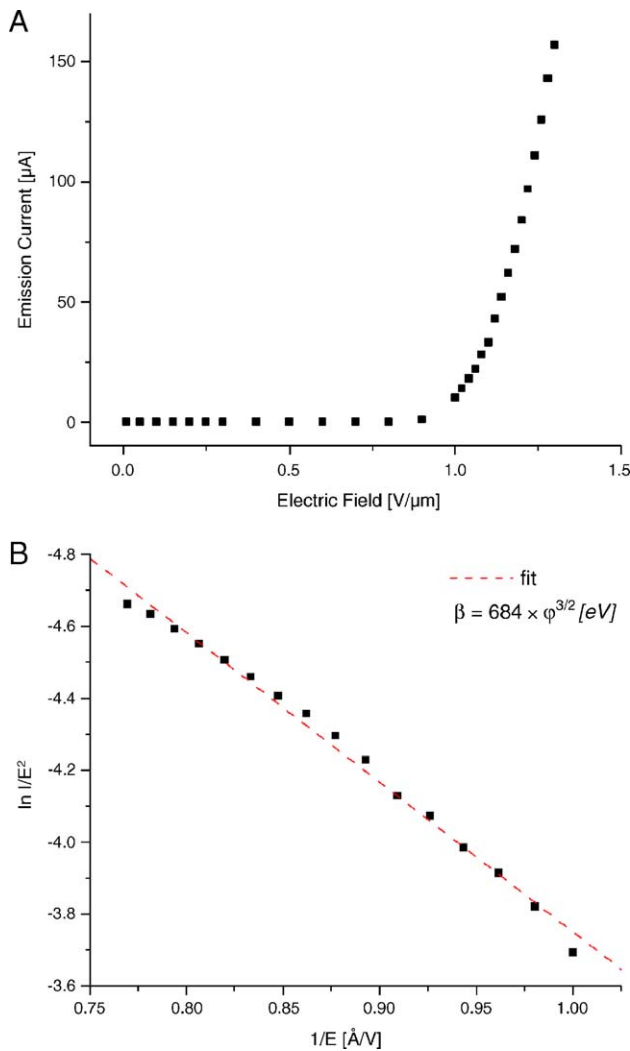 A
150
100
50
0
Emission Current [µA]
0.0 0.5 1.0 1.5
Electric Field [V/µm]
B
-4.8
-4.6
-4.4
-4.2
-4.0
-3.8
-3.6
ln I/E²
fit
β = 684 × φ^3/2 [eV]
0.75 0.80 0.85 0.90 0.95 1.00
1/E [Å/V]